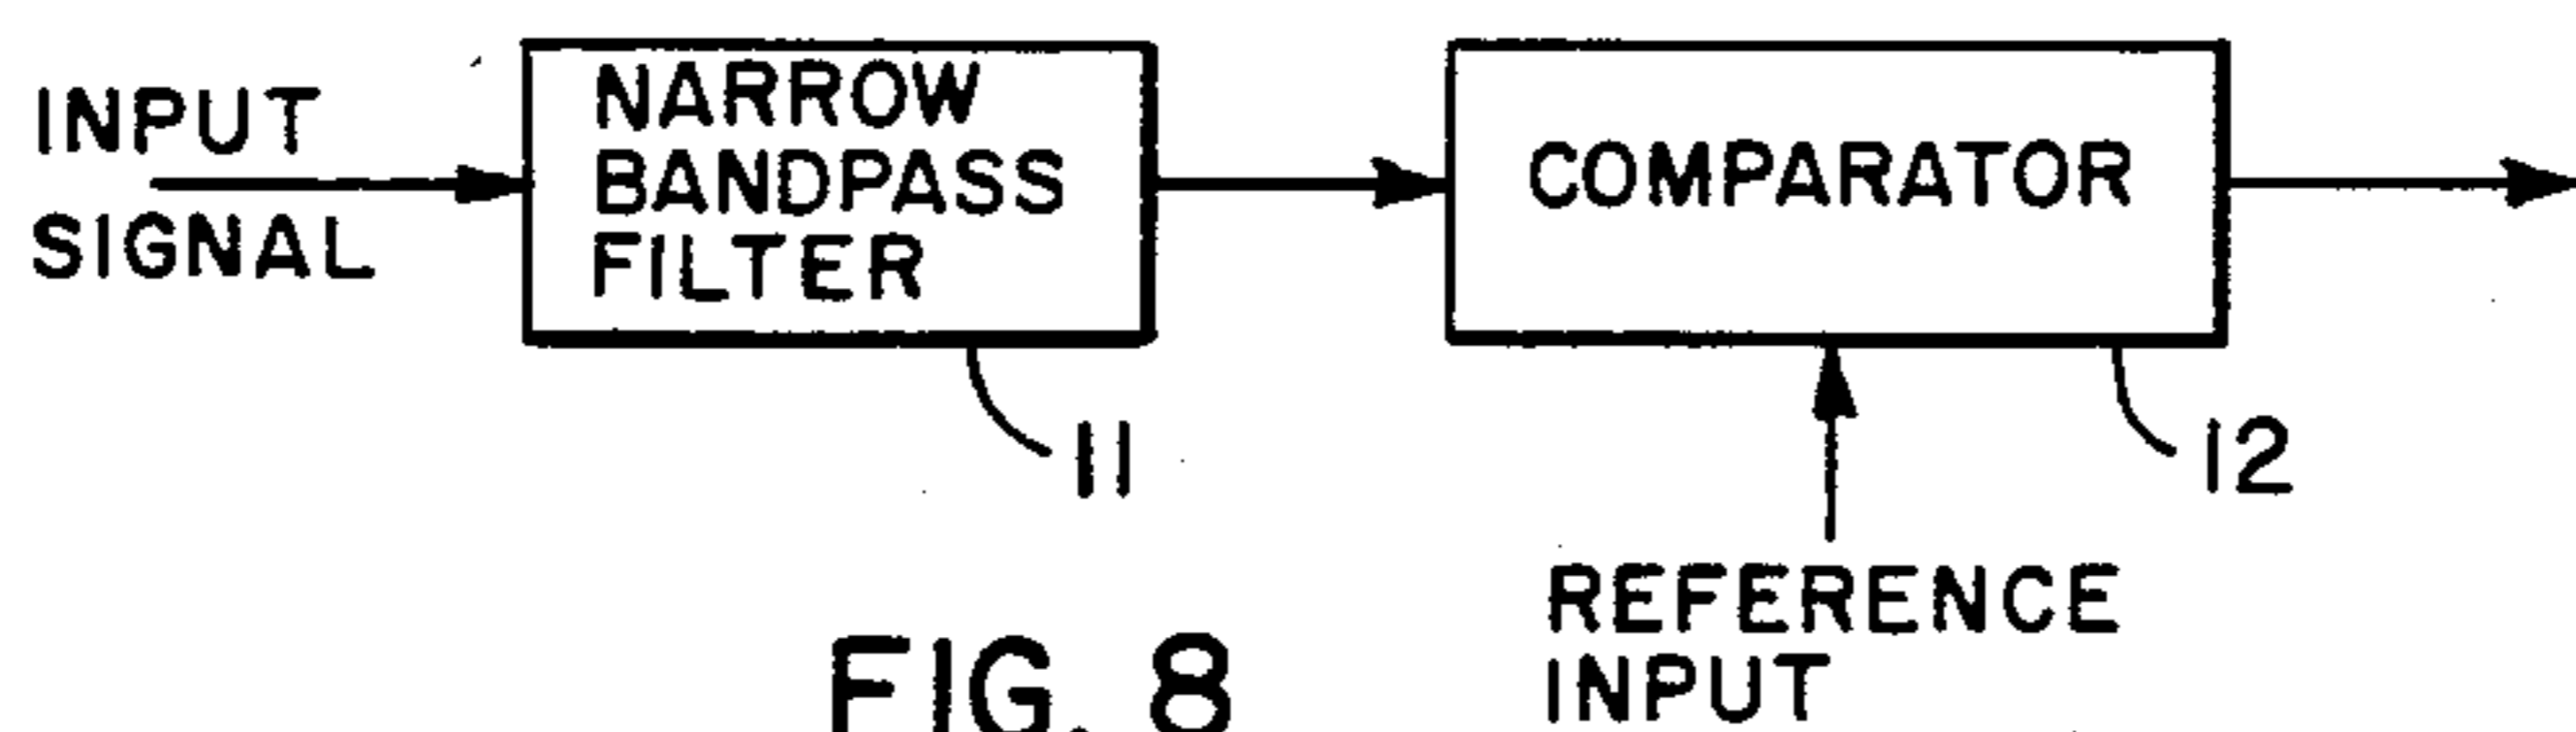 INPUT
SIGNAL
NARROW
BANDPASS
FILTER
11
COMPARATOR
12
REFERENCE
INPUT
FIG. 8